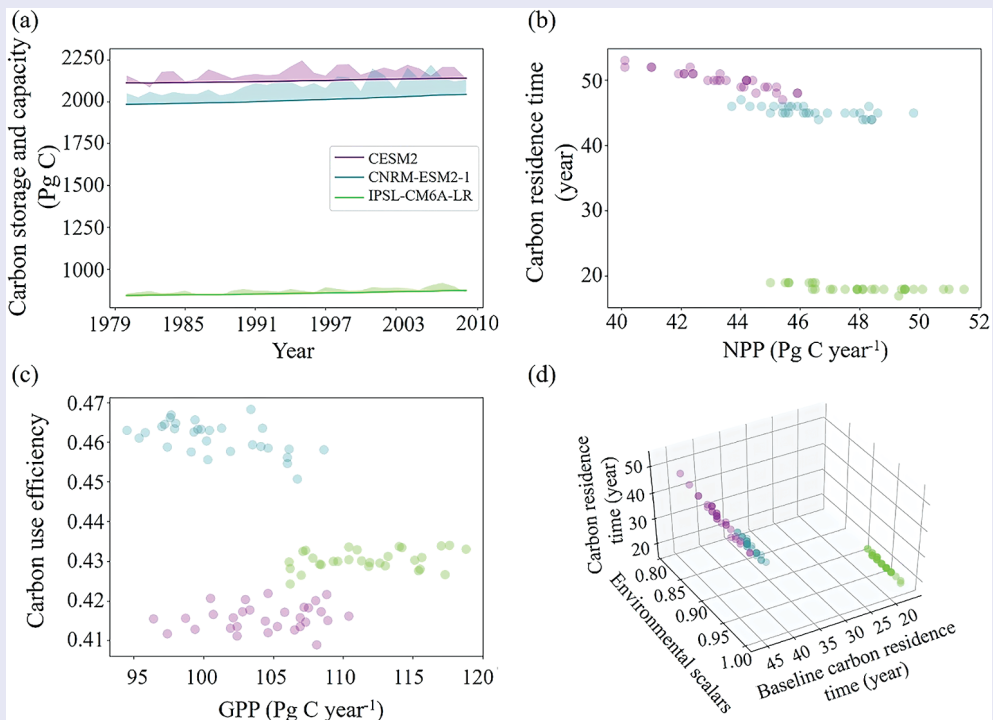 (a)
Carbon storage and capacity
(Pg C)
2250
2000
1750
1500
1250
1000
CESM2
CNRM-ESM2-1
IPSL-CM6A-LR
1979
1985
1991
1997
2003
2010
Year
(b)
Carbon residence time
(year)
50
40
30
20
40
42
44
46
48
50
52
NPP (Pg C year⁻¹)
(c)
Carbon use efficiency
0.47
0.46
0.45
0.44
0.43
0.42
0.41
95
100
105
110
115
120
GPP (Pg C year⁻¹)
(d)
Carbon residence
time (year)
50
40
30
20
0.80
0.85
0.90
0.95
1.00
Environmental scalars
45
40
35
30
25
20
Baseline carbon residence
time (year)